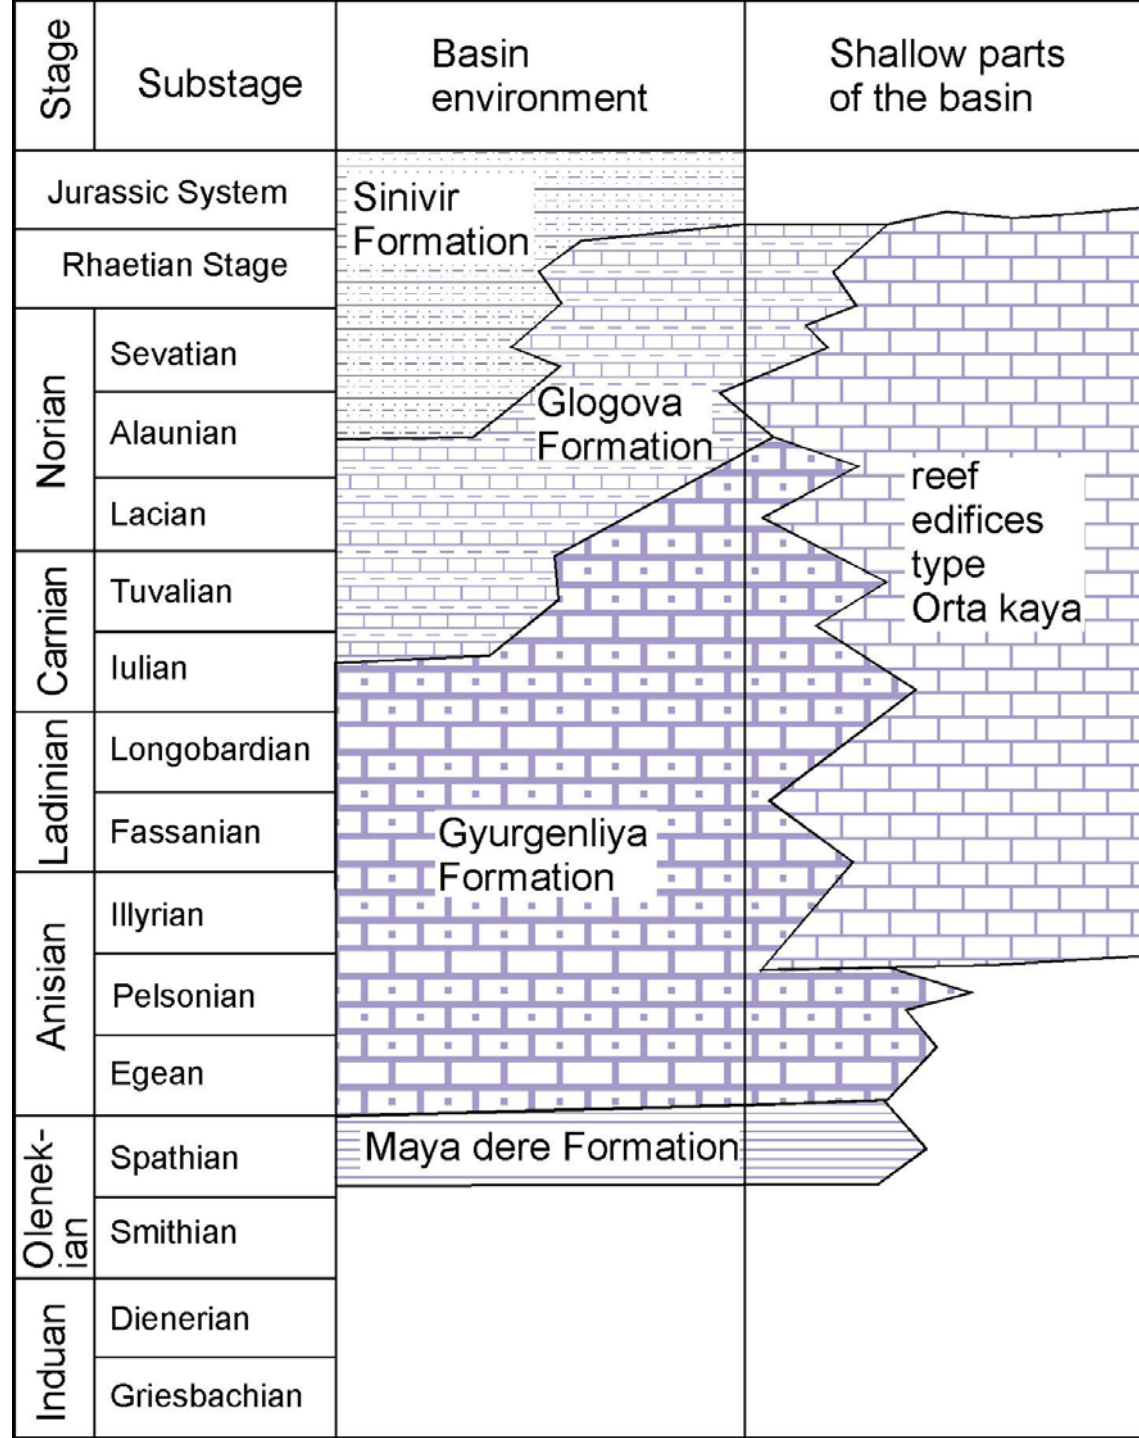 Stage
Substage
Basin
environment
Shallow parts
of the basin
Jurassic System
Rhaetian Stage
Norian
Sevatian
Alaunian
Lacian
Carnian
Tuvalian
Iulian
Ladinian
Longobardian
Fassanian
Anisian
Illyrian
Pelsonian
Egean
Olenek-
ian
Spathian
Smithian
Induan
Dienerian
Griesbachian
Sinivir
Formation
Glogova
Formation
reef
edifices
type
Orta kaya
Gyurgenliya
Formation
Maya dere Formation